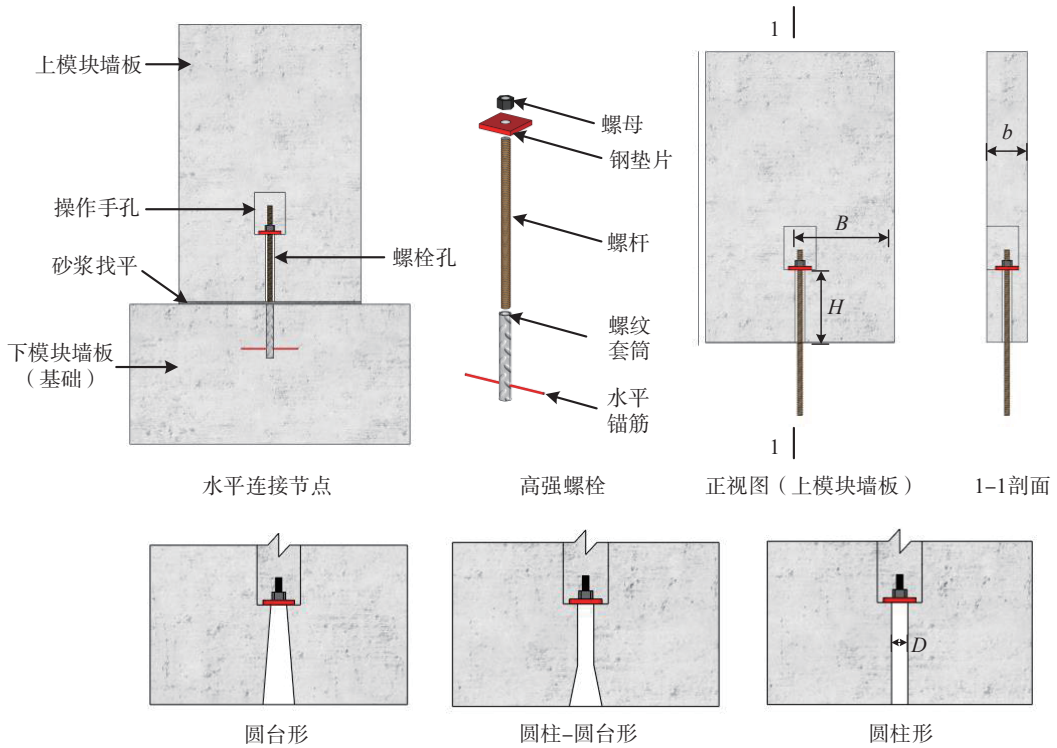 上模块墙板
操作手孔
砂浆找平
下模块墙板
（基础）
螺栓孔
水平连接节点
螺母
钢垫片
螺杆
螺纹
套筒
水平
锚筋
高强螺栓
1
B
H
1
正视图（上模块墙板）
b
1–1剖面
圆台形
圆柱–圆台形
D
圆柱形